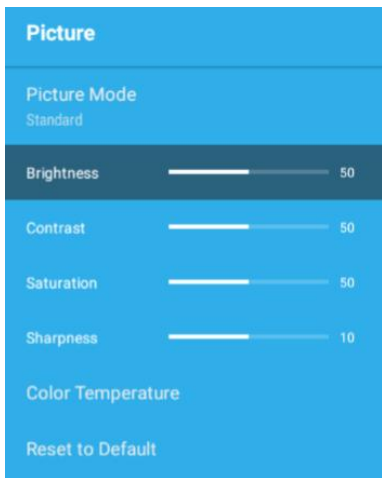 Picture
Picture Mode
Standard
Brightness 50
Contrast 50
Saturation 50
Sharpness 10
Color Temperature
Reset to Default